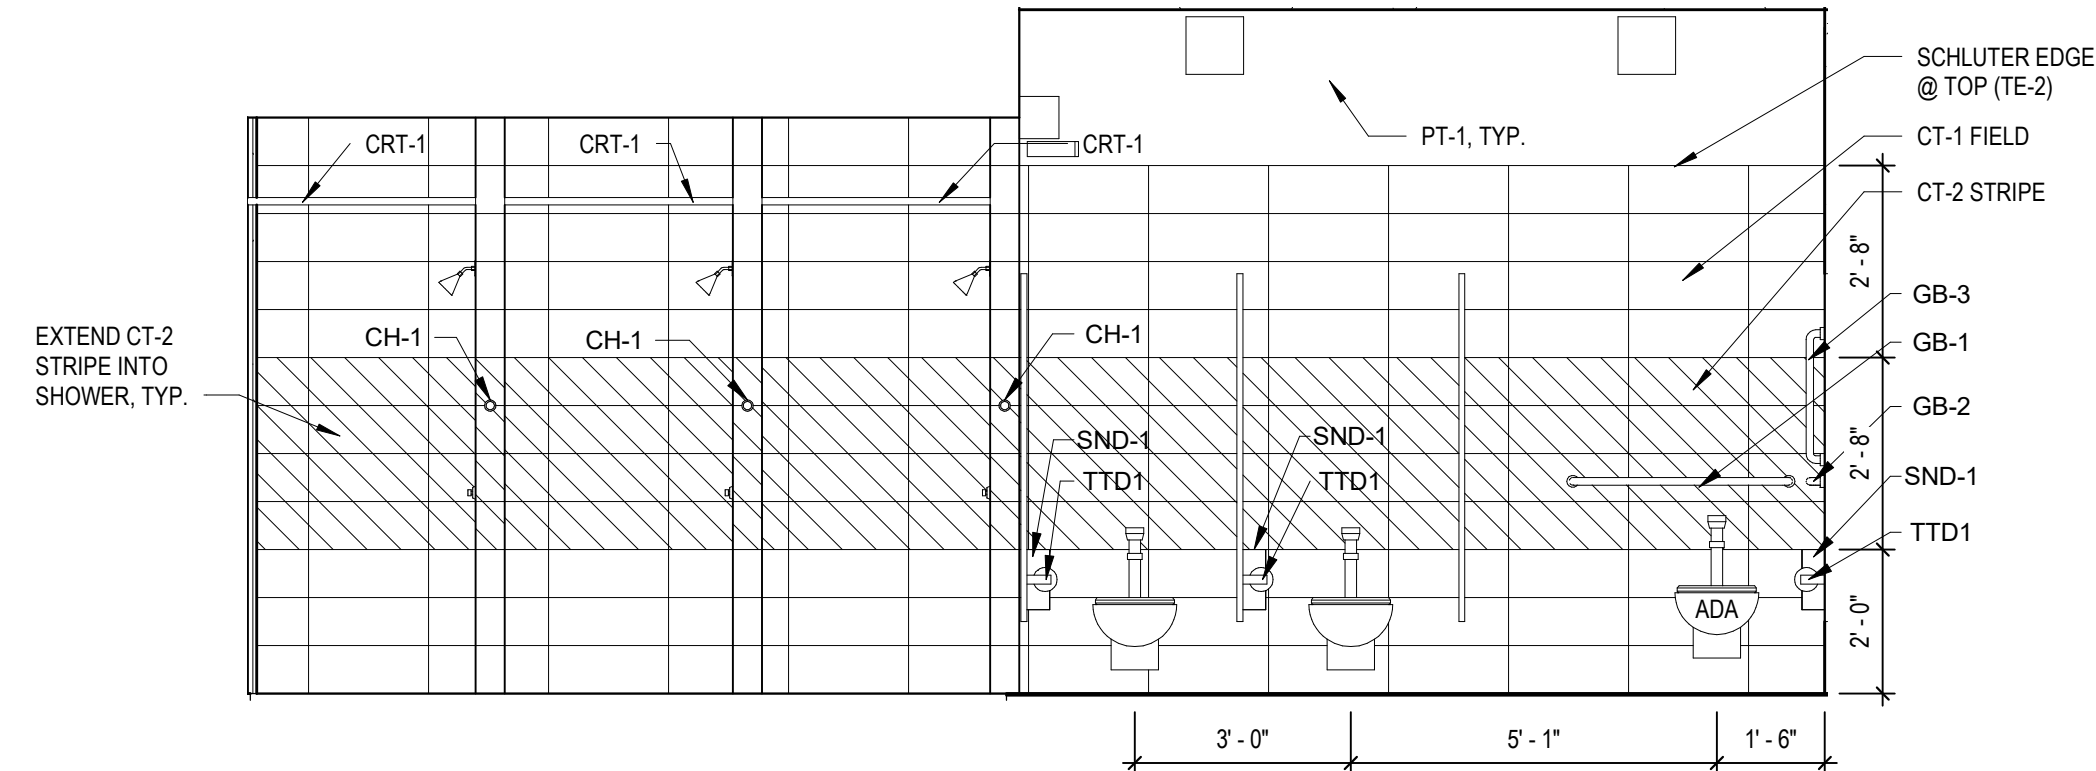 SCHLUTER EDGE
@ TOP (TE-2)
CRT-1
CRT-1
CRT-1
PT-1, TYP.
CT-1 FIELD
CT-2 STRIPE
2' - 8"
GB-3
EXTEND CT-2
STRIPE INTO
SHOWER, TYP.
CH-1
CH-1
CH-1
GB-1
GB-2
SND-1
SND-1
2' - 8"
SND-1
TTD1
TTD1
TTD1
ADA
2' - 0"
3' - 0"
5' - 1"
1' - 6"